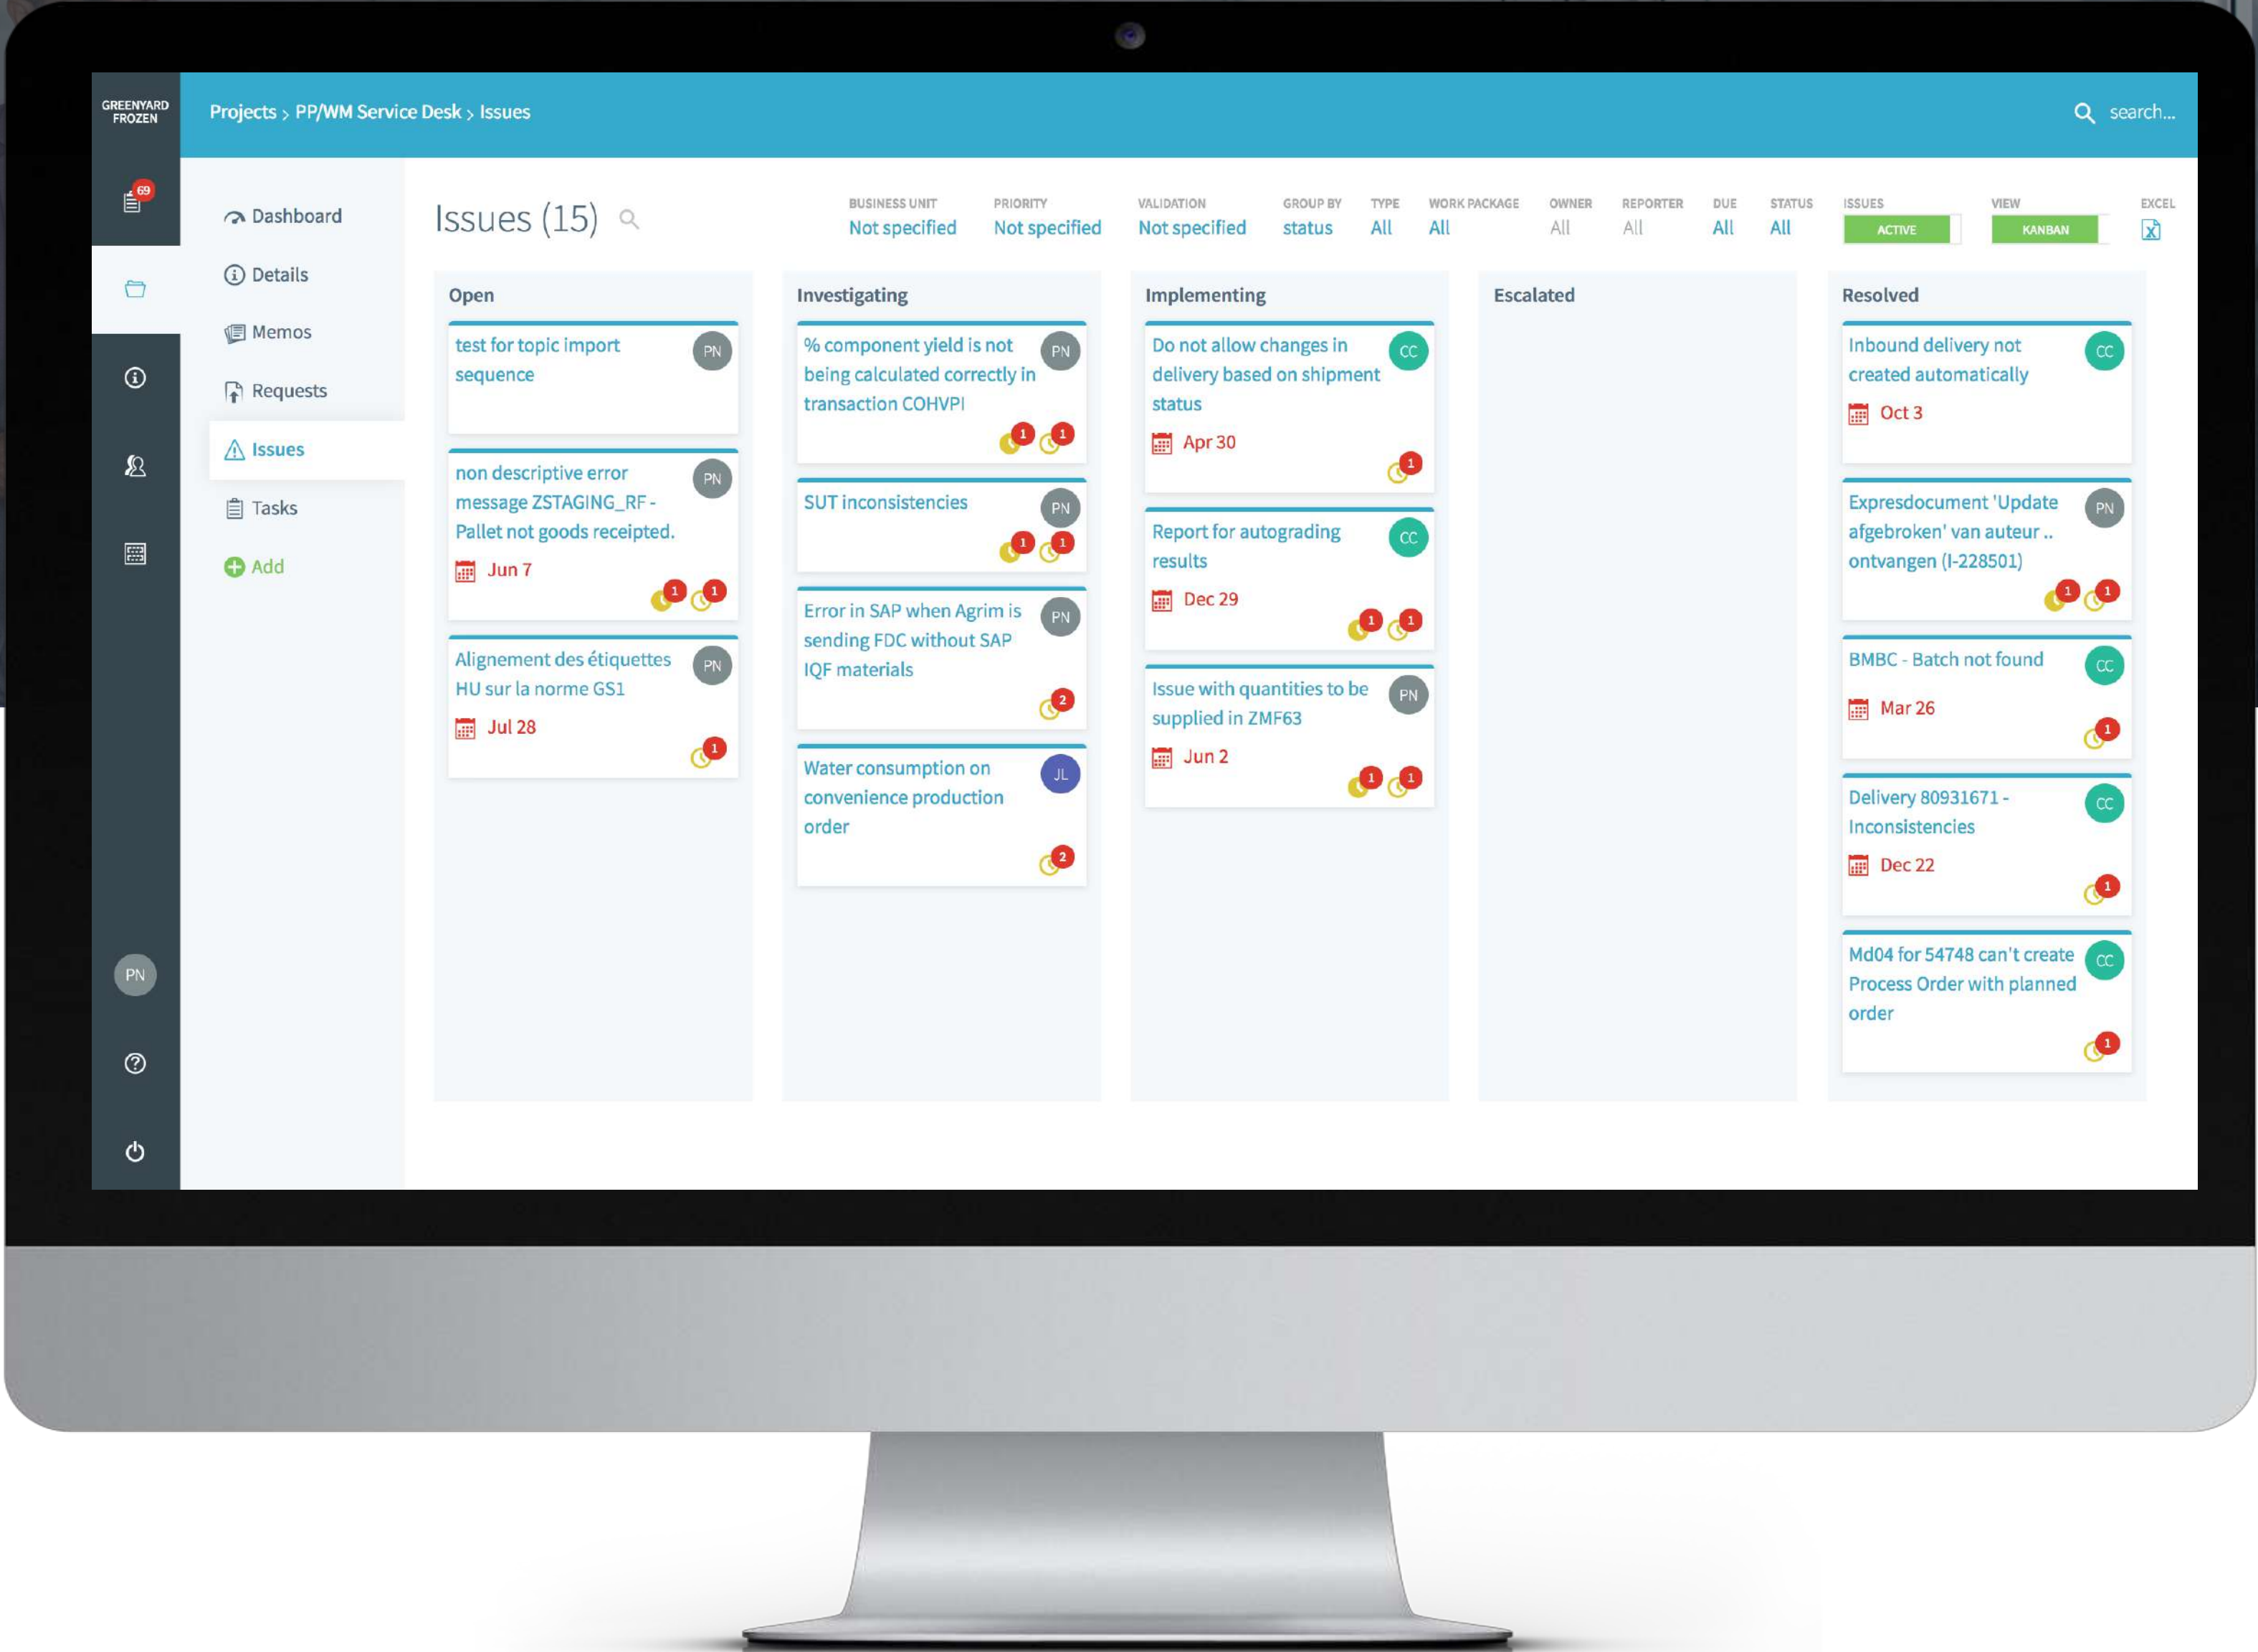 GREENYARD
FROZEN
Projects > PP/WM Service Desk > Issues
search...
69
Dashboard
Details
Memos
Requests
Issues
Tasks
Add
PN
Issues (15)
BUSINESS UNIT
Not specified
PRIORITY
Not specified
VALIDATION
Not specified
GROUP BY
status
TYPE
All
WORK PACKAGE
All
OWNER
All
REPORTER
All
DUE
All
STATUS
All
ISSUES
ACTIVE
VIEW
KANBAN
EXCEL
Open
test for topic import
sequence
PN
non descriptive error
message ZSTAGING_RF -
Pallet not goods receipted.
PN
Jun 7
1
1
Alignement des étiquettes
HU sur la norme GS1
PN
Jul 28
1
Investigating
% component yield is not
being calculated correctly in
transaction COHVPI
PN
1
1
SUT inconsistencies
PN
1
1
Error in SAP when Agrim is
sending FDC without SAP
IQF materials
PN
2
Water consumption on
convenience production
order
JL
2
Implementing
Do not allow changes in
delivery based on shipment
status
CC
Apr 30
1
Report for autograding
results
CC
Dec 29
1
1
Issue with quantities to be
supplied in ZMF63
PN
Jun 2
1
1
Escalated
Resolved
Inbound delivery not
created automatically
CC
Oct 3
Expresdocument 'Update
afgebroken' van auteur ..
ontvangen (I-228501)
PN
1
1
BMBC - Batch not found
CC
Mar 26
1
Delivery 80931671 -
Inconsistencies
CC
Dec 22
1
Md04 for 54748 can't create
Process Order with planned
order
CC
1